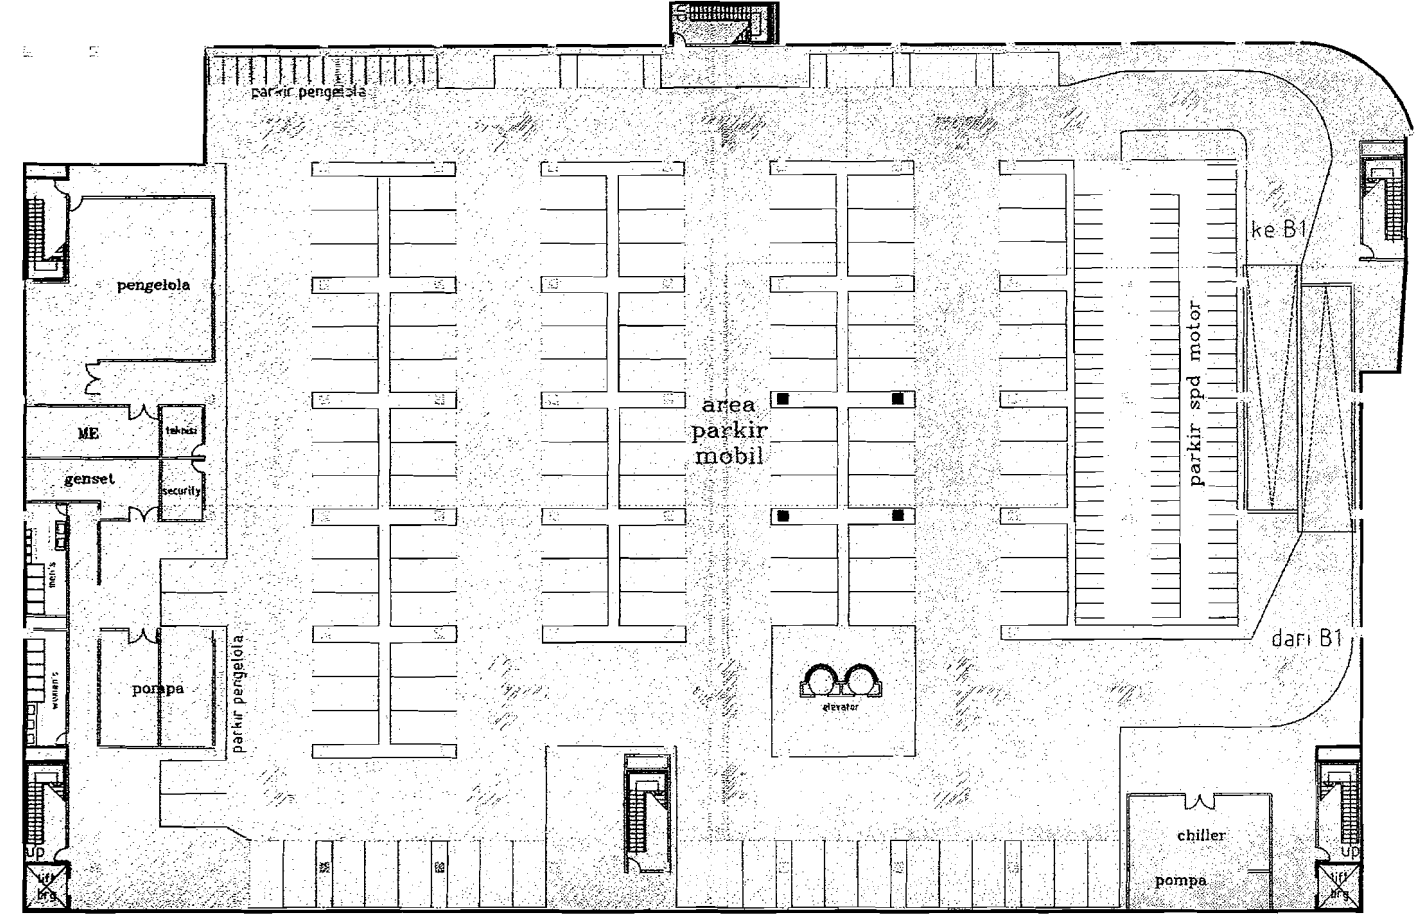 parkir pengelola
ke B1
pengelola
area
parkir
mobil
parkir spd motor
ME
teknisi
genset
security
men's
women's
dari B1
pompa
parkir pengelola
elevator
chiller
pompa
up
up
lift
brg
lift
brg